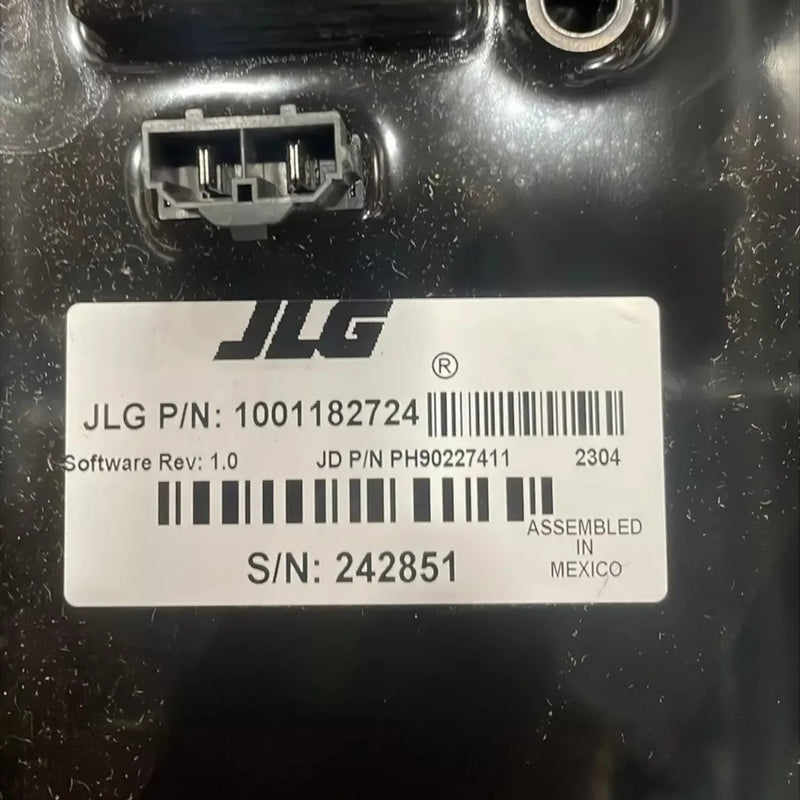 JLG
®
JLG P/N: 1001182724
Software Rev: 1.0 JD P/N PH90227411 2304
ASSEMBLED
IN
MEXICO
S/N: 242851